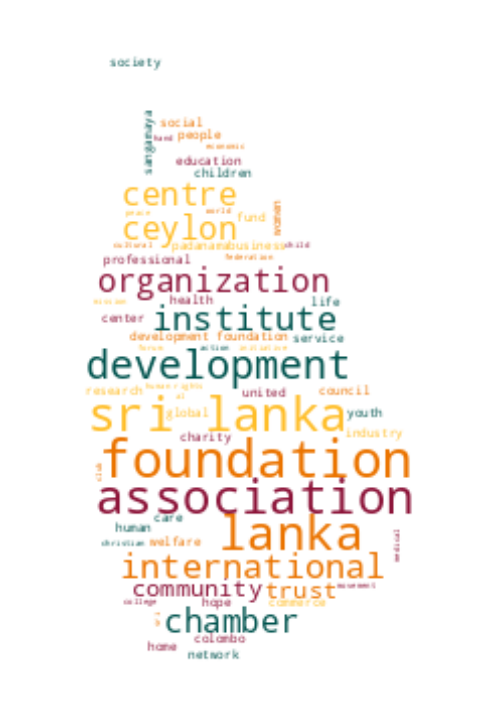 society
sangamaya
social
hand people
economic
education
children
centre
peace world
ceylon fund women
cultural padanama business child
professional federation
organization
mission health life
center institute
development foundation service
forum action initiative
development
research human rights united council
sri lanka
global youth
charity industry
foundation
club
association
care
human lanka
christian welfare medical
international
community trust movement
college hope commerce
chamber
colombo
home
network